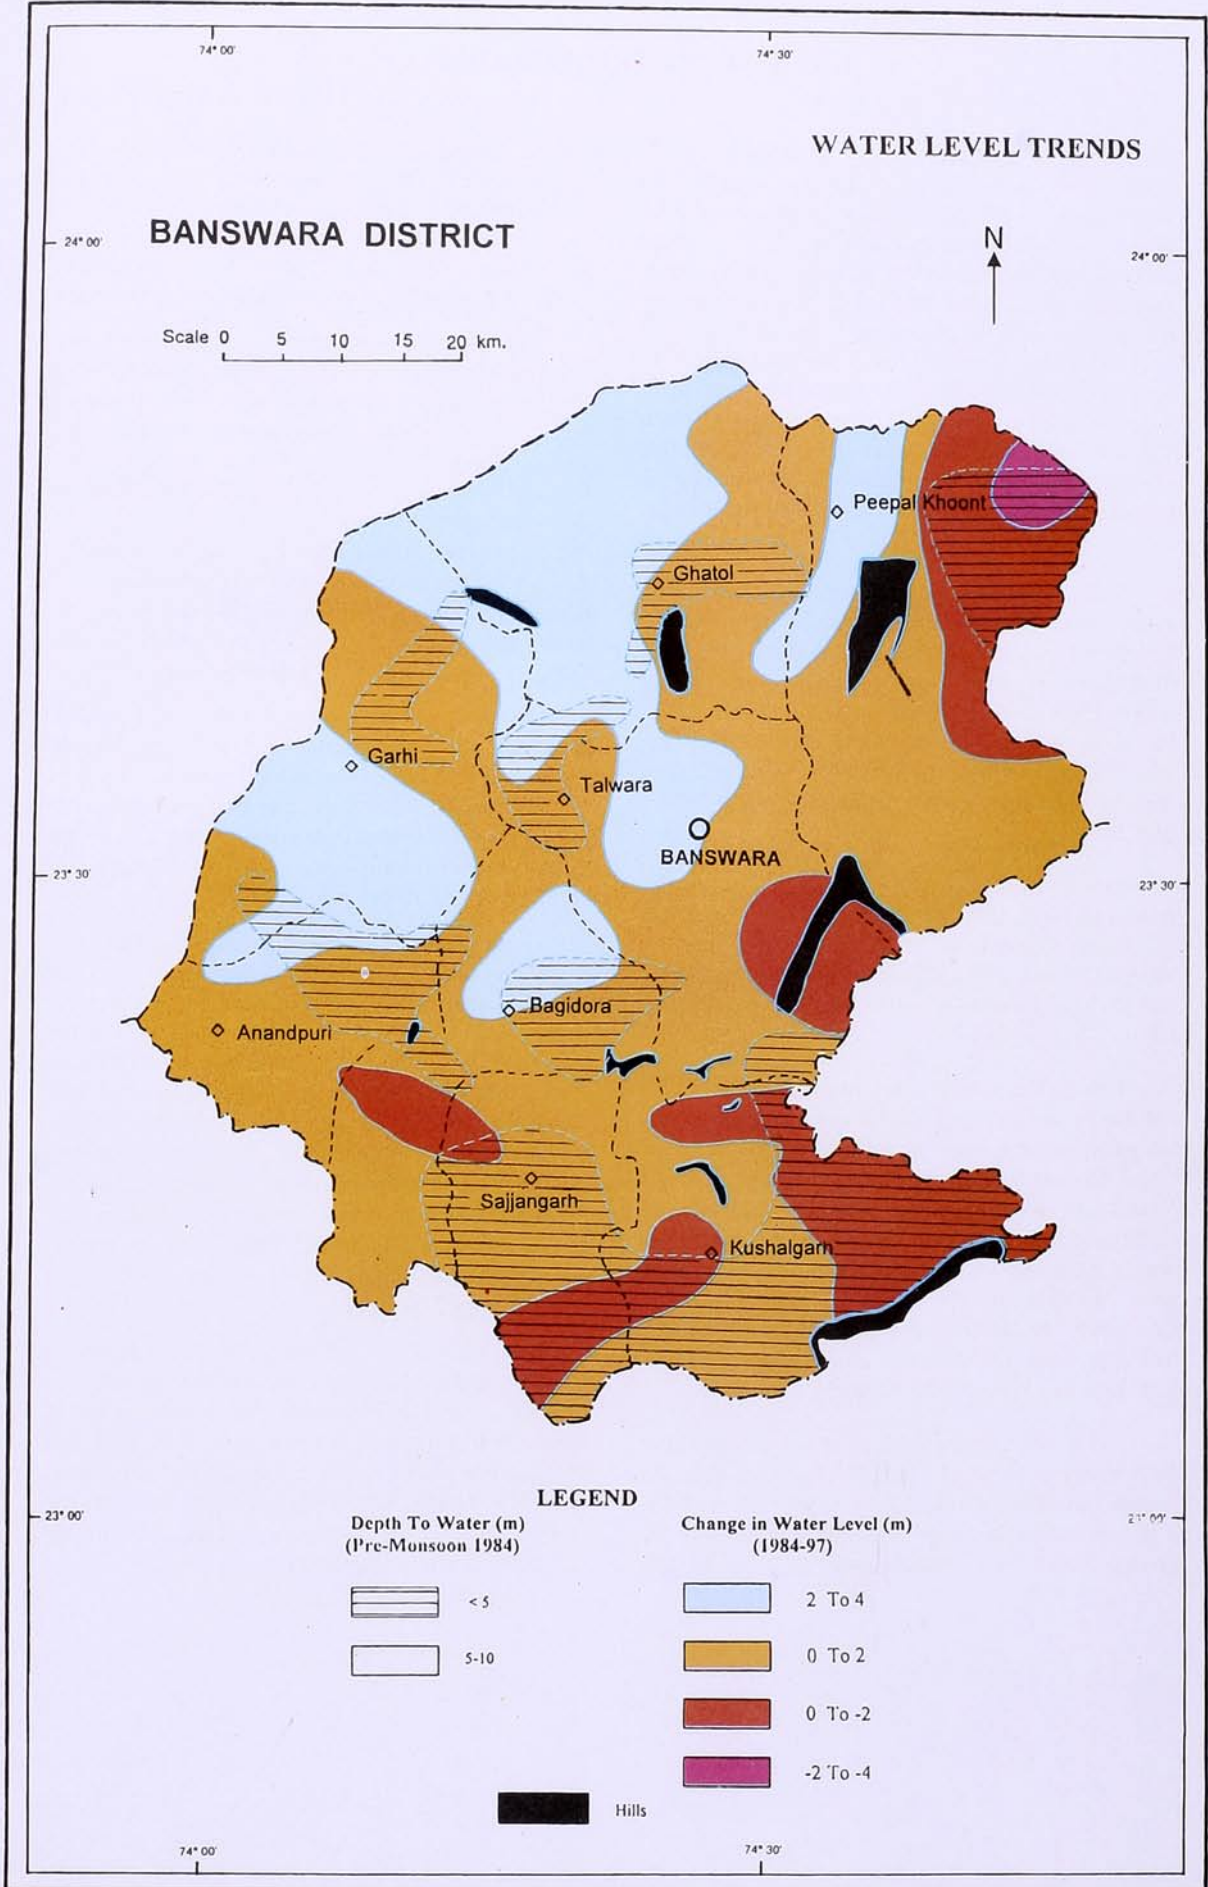 74° 00'
74° 30'
WATER LEVEL TRENDS
BANSWARA DISTRICT
24° 00'
24° 00'
N
Scale 0 5 10 15 20 km.
Peepal Khoont
Ghatol
Garhi
Talwara
BANSWARA
23° 30'
23° 30'
Bagidora
Anandpuri
Sajjangarh
Kushalgarh
LEGEND
23° 00'
Depth To Water (m)
(Pre-Monsoon 1984)
< 5
5-10
Change in Water Level (m)
(1984-97)
2 To 4
0 To 2
0 To -2
-2 To -4
Hills
74° 00'
74° 30'